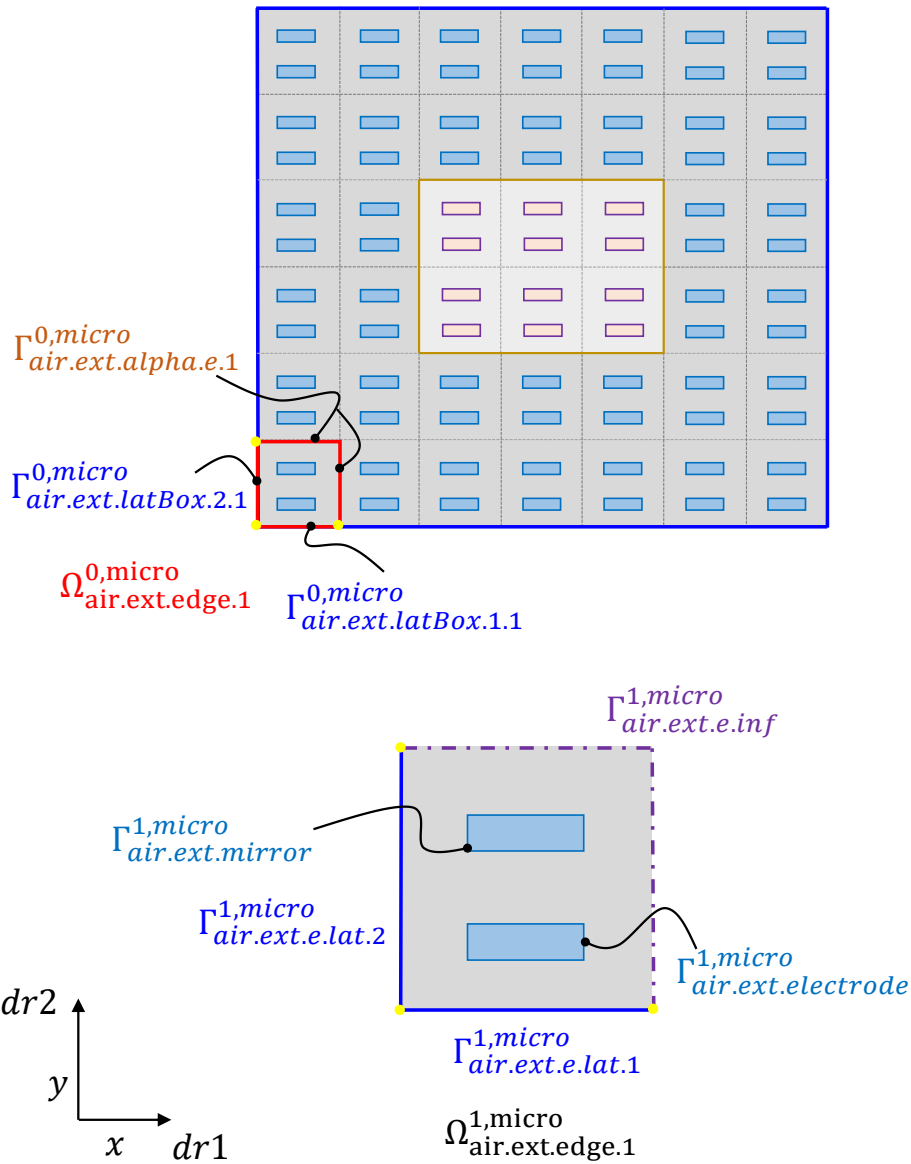 Γ^{0,micro}_{air.ext.alpha.e.1}
Γ^{0,micro}_{air.ext.latBox.2.1}
Ω^{0,micro}_{air.ext.edge.1}
Γ^{0,micro}_{air.ext.latBox.1.1}
Γ^{1,micro}_{air.ext.e.inf}
Γ^{1,micro}_{air.ext.mirror}
Γ^{1,micro}_{air.ext.e.lat.2}
Γ^{1,micro}_{air.ext.electrode}
Γ^{1,micro}_{air.ext.e.lat.1}
Ω^{1,micro}_{air.ext.edge.1}
dr2
y
x
dr1